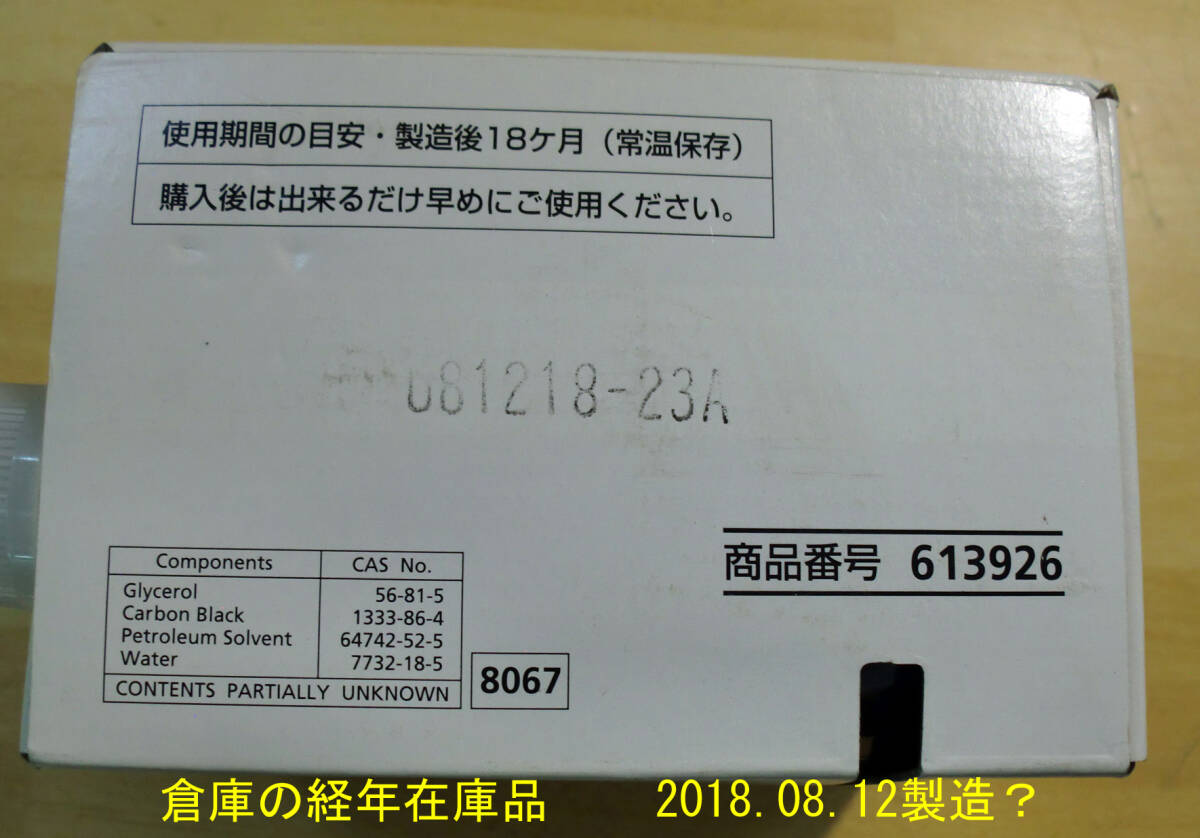 使用期間の目安・製造後18ケ月（常温保存）
購入後は出来るだけ早めにご使用ください。
081218-23A
商品番号 613926
Components CAS No.
Glycerol 56-81-5
Carbon Black 1333-86-4
Petroleum Solvent 64742-52-5
Water 7732-18-5
CONTENTS PARTIALLY UNKNOWN
8067
倉庫の経年在庫品 2018.08.12製造？